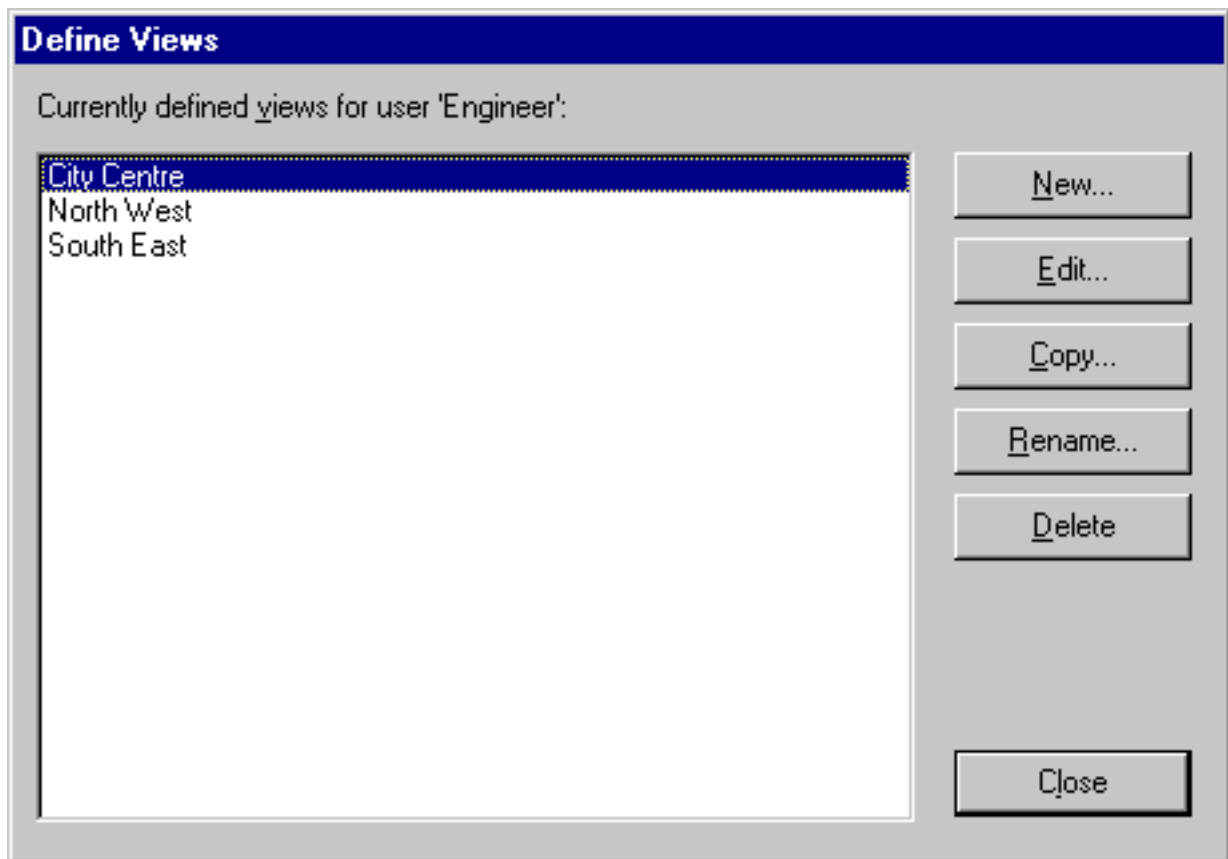 Define Views
Currently defined views for user 'Engineer':
City Centre
North West
South East
New...
Edit...
Copy...
Rename...
Delete
Close